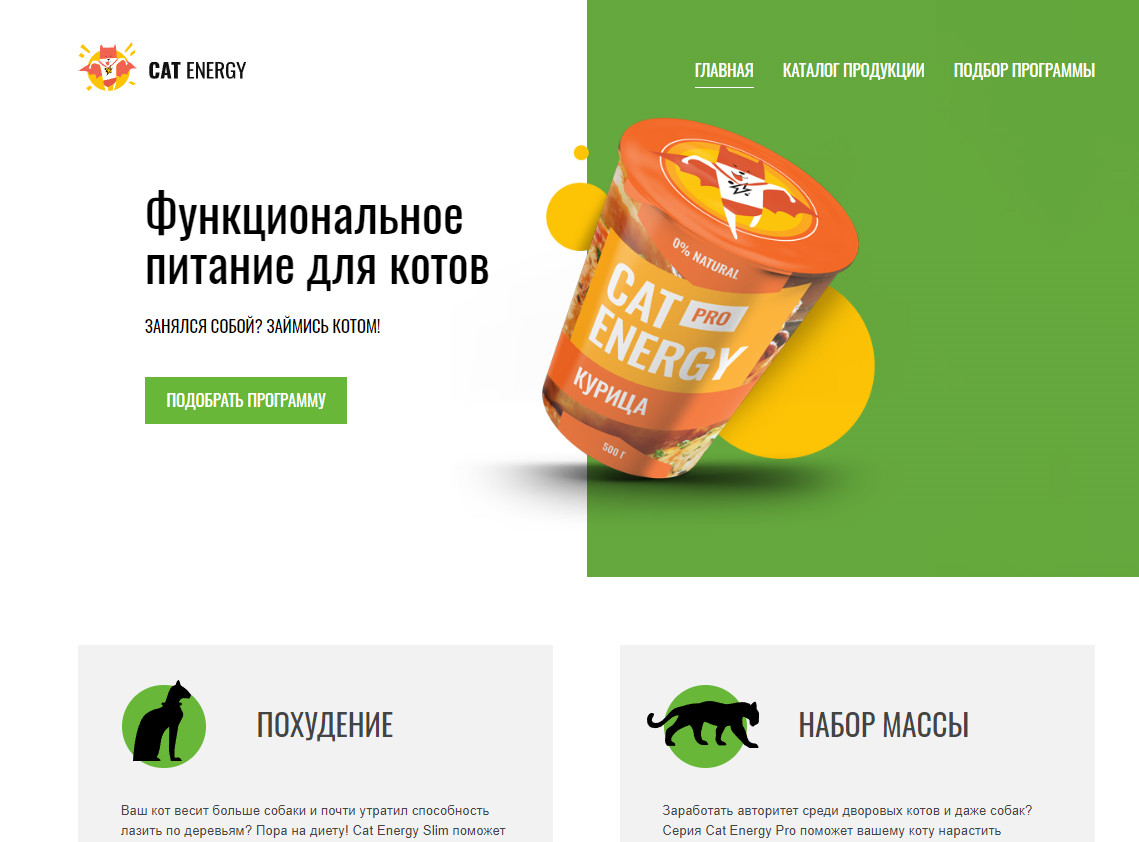 CAT ENERGY
ГЛАВНАЯ
КАТАЛОГ ПРОДУКЦИИ
ПОДБОР ПРОГРАММЫ
Функциональное
питание для котов
ЗАНЯЛСЯ СОБОЙ? ЗАЙМИСЬ КОТОМ!
ПОДОБРАТЬ ПРОГРАММУ
0% NATURAL
CAT PRO
ENERGY
КУРИЦА
500 Г
ПОХУДЕНИЕ
Ваш кот весит больше собаки и почти утратил способность
лазить по деревьям? Пора на диету! Cat Energy Slim поможет
НАБОР МАССЫ
Заработать авторитет среди дворовых котов и даже собак?
Серия Cat Energy Pro поможет вашему коту нарастить